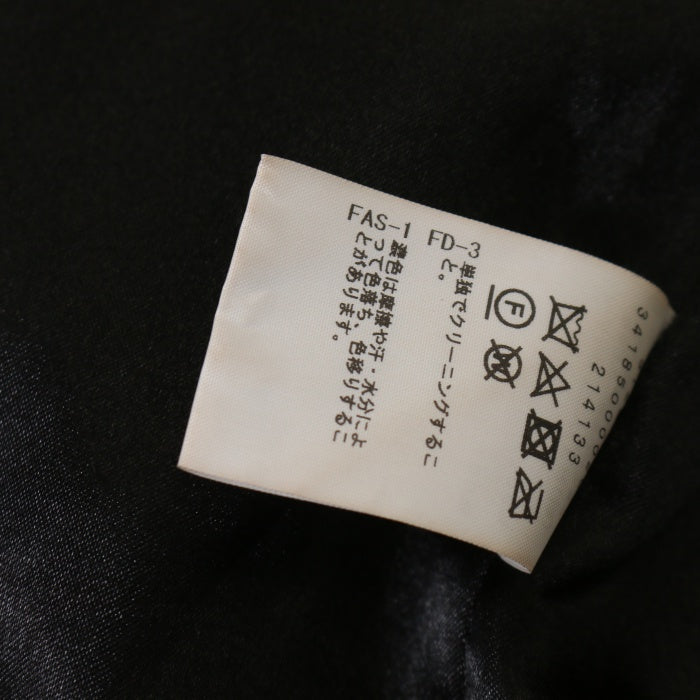 214133
F
FD-3 単独でクリーニングするこ
と。
FAS-1 濃色は摩擦や汗・水分によ
って色落ち、色移りするこ
とがあります。